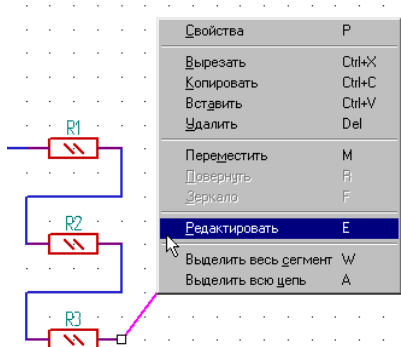 Свойства P
Вырезать Ctrl+X
Копировать Ctrl+C
Вставить Ctrl+V
Удалить Del
Переместить M
Повернуть R
Зеркало F
Редактировать E
Выделить весь сегмент W
Выделить всю цепь A
R1
R2
R3